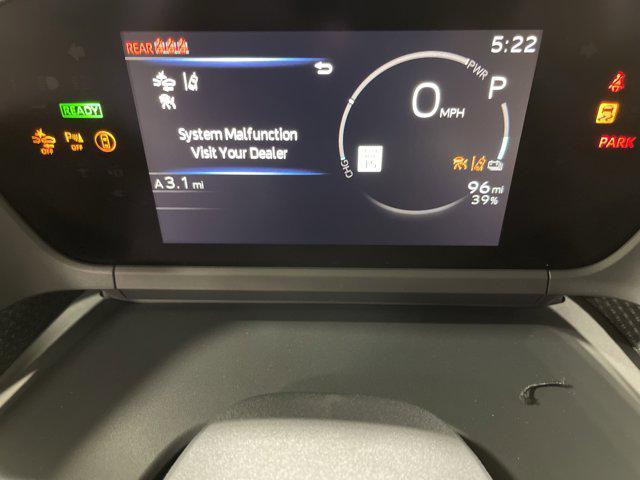 REAR
5:22
PWR
P
READY
0 MPH
System Malfunction
Visit Your Dealer
OFF
P OFF
PARK
CHG
A 3.1 mi
96 mi
39%